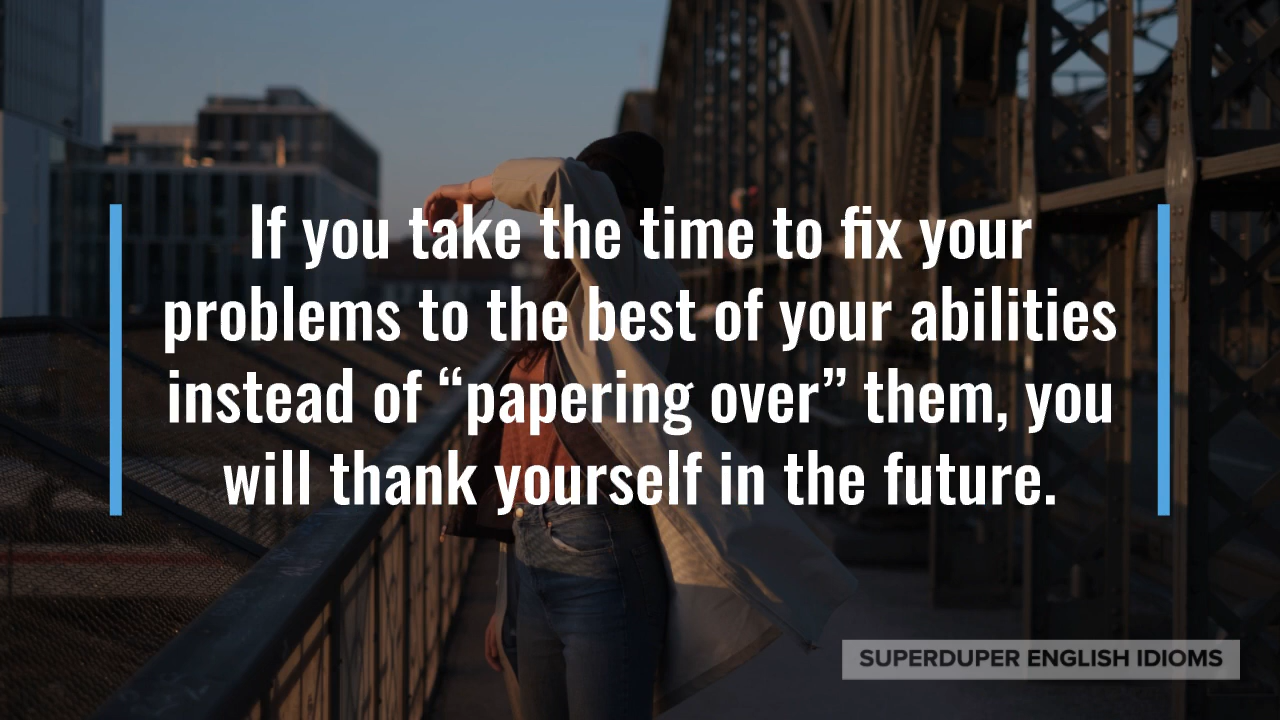 If you take the time to fix your
problems to the best of your abilities
instead of “papering over” them, you
will thank yourself in the future.
SUPERDUPER ENGLISH IDIOMS